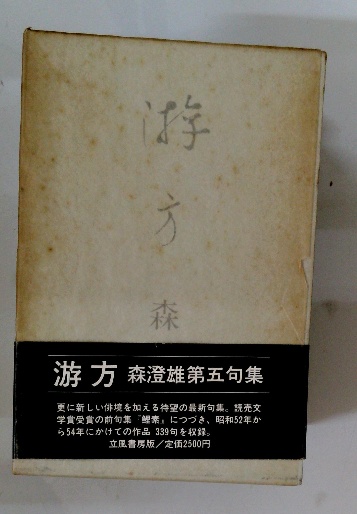 游
方
森
游方 森澄雄第五句集
更に新しい俳境を加える待望の最新句集。読売文
学賞受賞の前句集『鯉素』につづき、昭和52年か
ら54年にかけての作品 339句を収録。
立風書房版／定価2500円